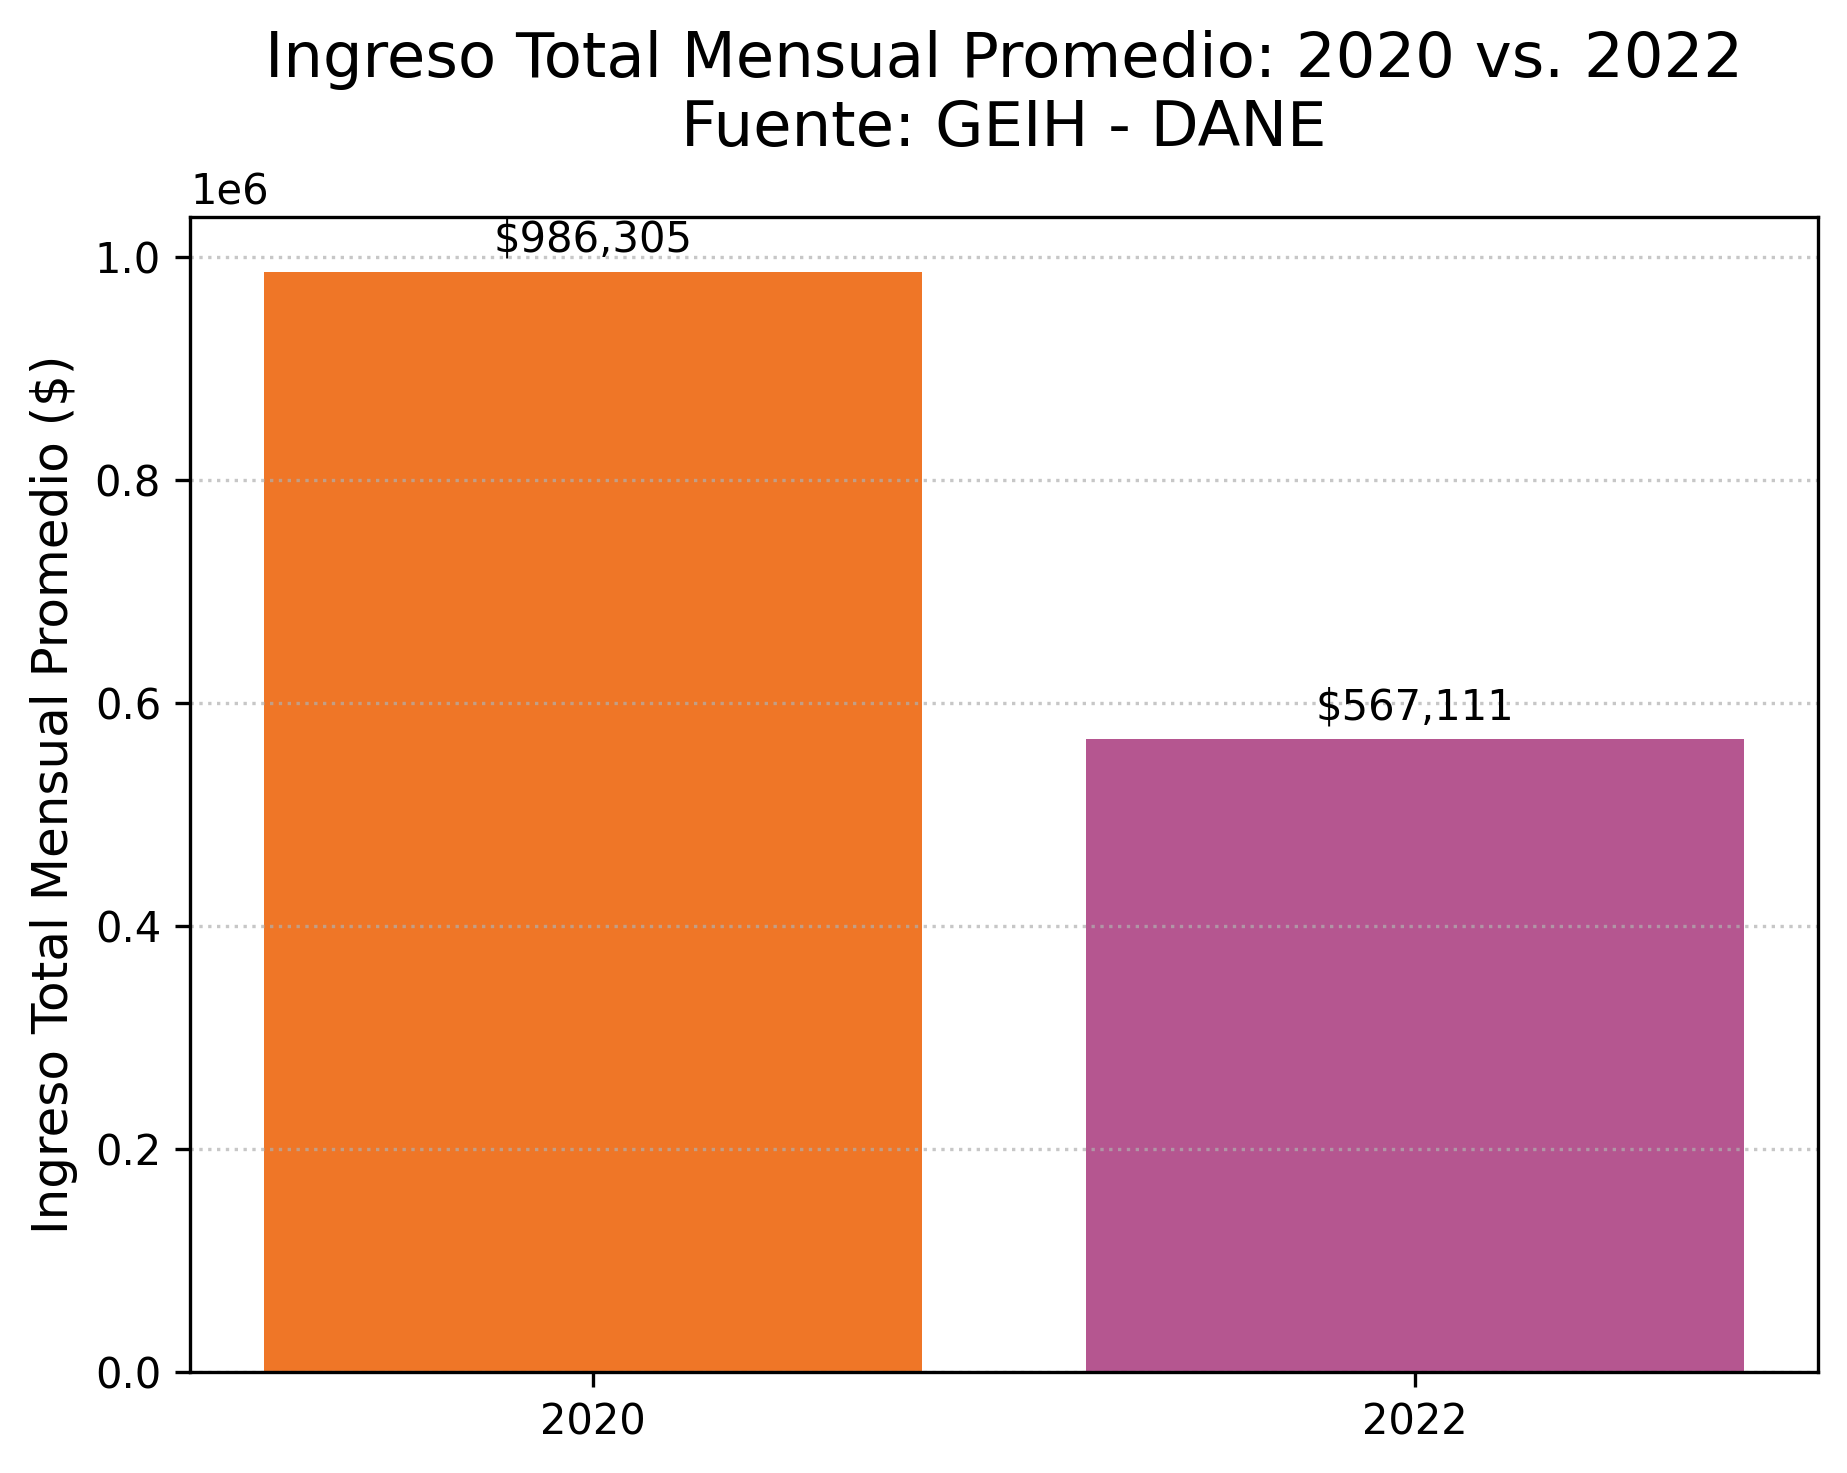 Ingreso Total Mensual Promedio: 2020 vs. 2022
Fuente: GEIH - DANE
1e6
$986,305
1.0
0.8
$567,111
0.6
0.4
0.2
0.0
Ingreso Total Mensual Promedio ($)
2020
2022